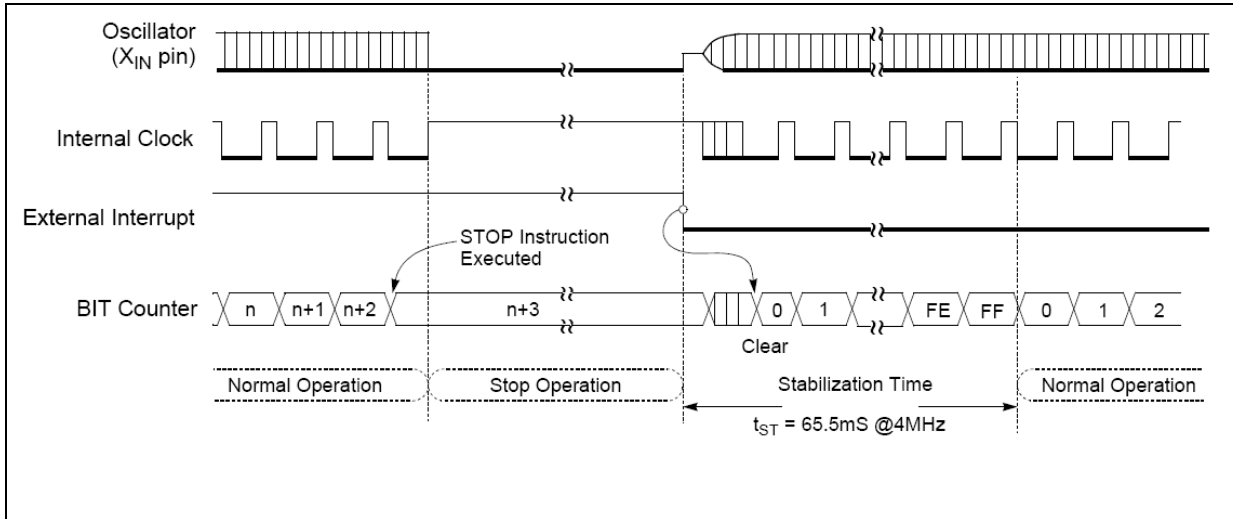 Oscillator
(XIN pin)
Internal Clock
External Interrupt
STOP Instruction
Executed
BIT Counter
n n+1 n+2 n+3 0 1 FE FF 0 1 2
Clear
Normal Operation Stop Operation Stabilization Time Normal Operation
tST = 65.5mS @4MHz